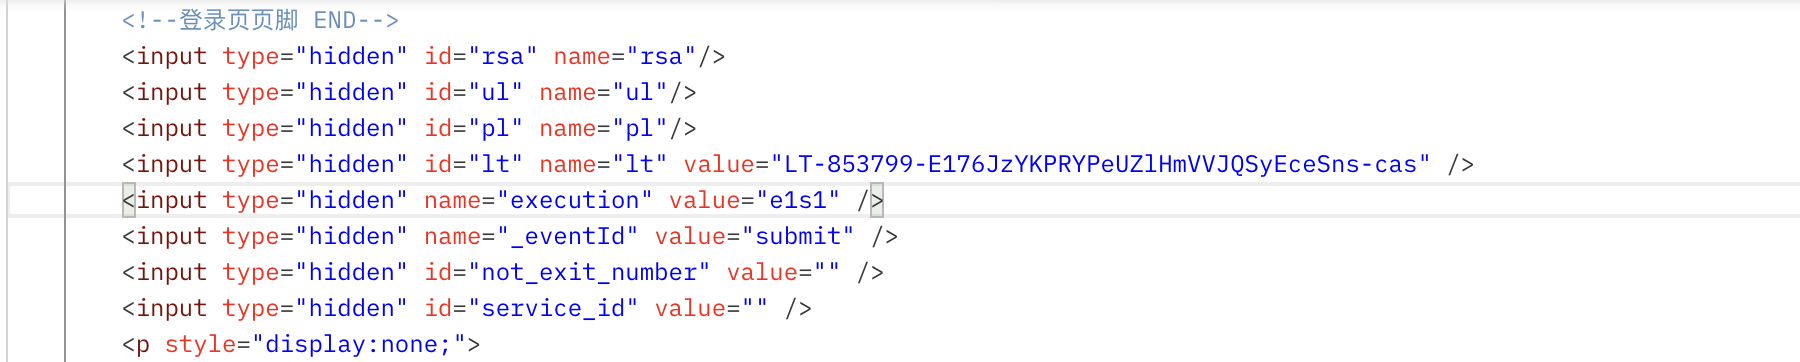 <!--登录页页脚 END-->
<input type="hidden" id="rsa" name="rsa"/>
<input type="hidden" id="ul" name="ul"/>
<input type="hidden" id="pl" name="pl"/>
<input type="hidden" id="lt" name="lt" value="LT-853799-E176JzYKPRYPeUZlHmVVJQSyEceSns-cas" />
<input type="hidden" name="execution" value="e1s1" />
<input type="hidden" name="_eventId" value="submit" />
<input type="hidden" id="not_exit_number" value="" />
<input type="hidden" id="service_id" value="" />
<p style="display:none;">